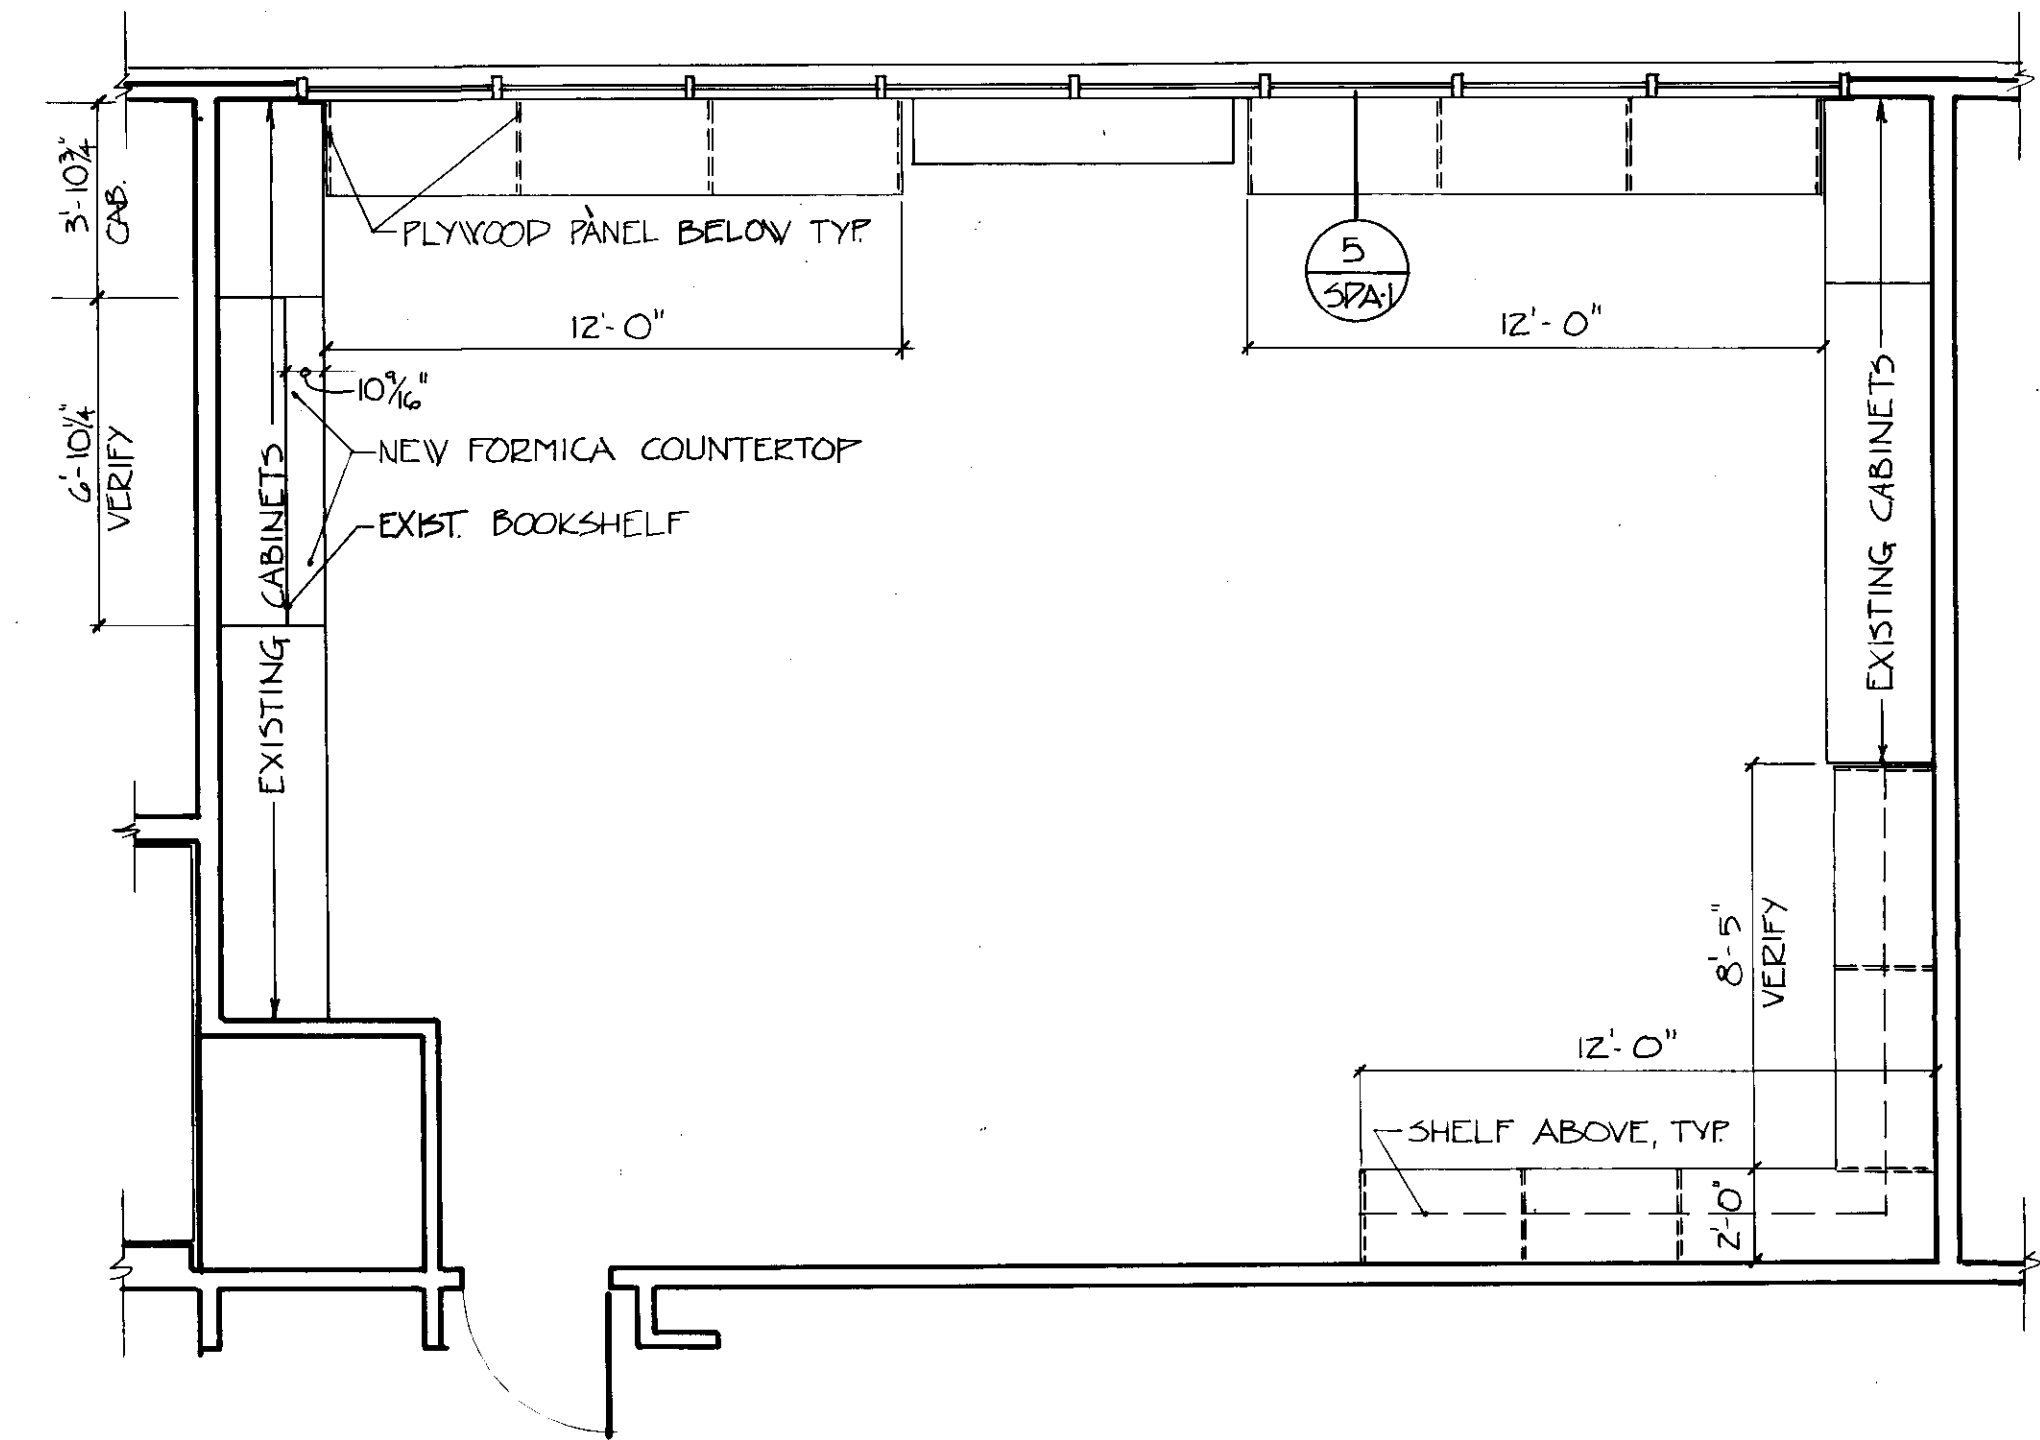 3'-10¾"
CAB.
PLYWOOD PANEL BELOW TYP.
5
SPA-1
12'-0"
12'-0"
10 9/16"
6'-10¼"
VERIFY
NEW FORMICA COUNTERTOP
EXIST. BOOKSHELF
EXISTING CABINETS
EXISTING CABINETS
8'-5"
VERIFY
12'-0"
SHELF ABOVE, TYP.
2'-0"